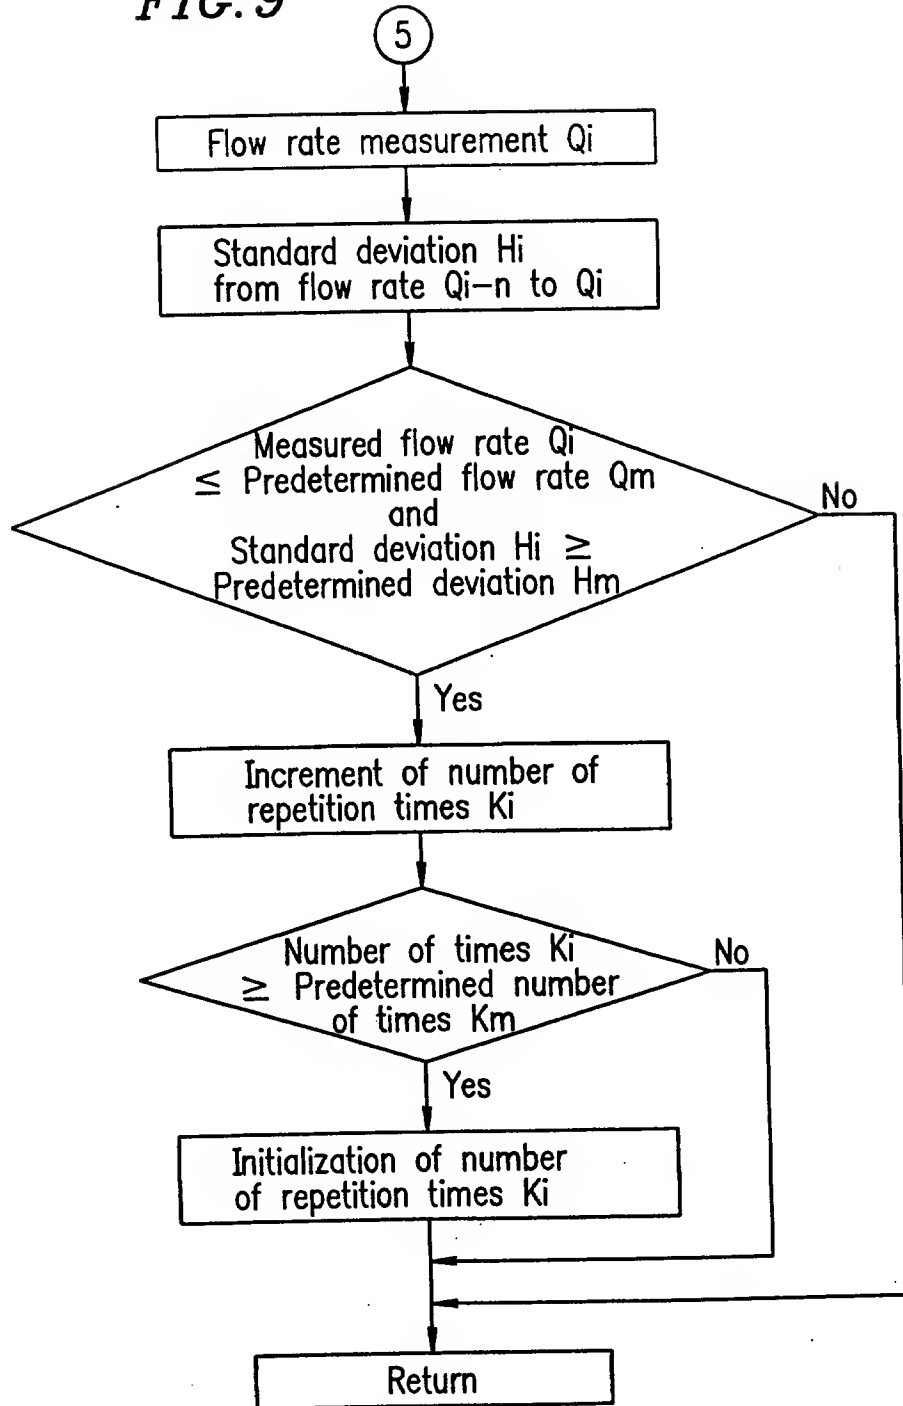 FIG. 9
5
Flow rate measurement Qi
Standard deviation Hi
from flow rate Qi-n to Qi
Measured flow rate Qi
≤ Predetermined flow rate Qm
and
Standard deviation Hi ≥
Predetermined deviation Hm
No
Yes
Increment of number of
repetition times Ki
Number of times Ki
≥ Predetermined number
of times Km
No
Yes
Initialization of number
of repetition times Ki
Return